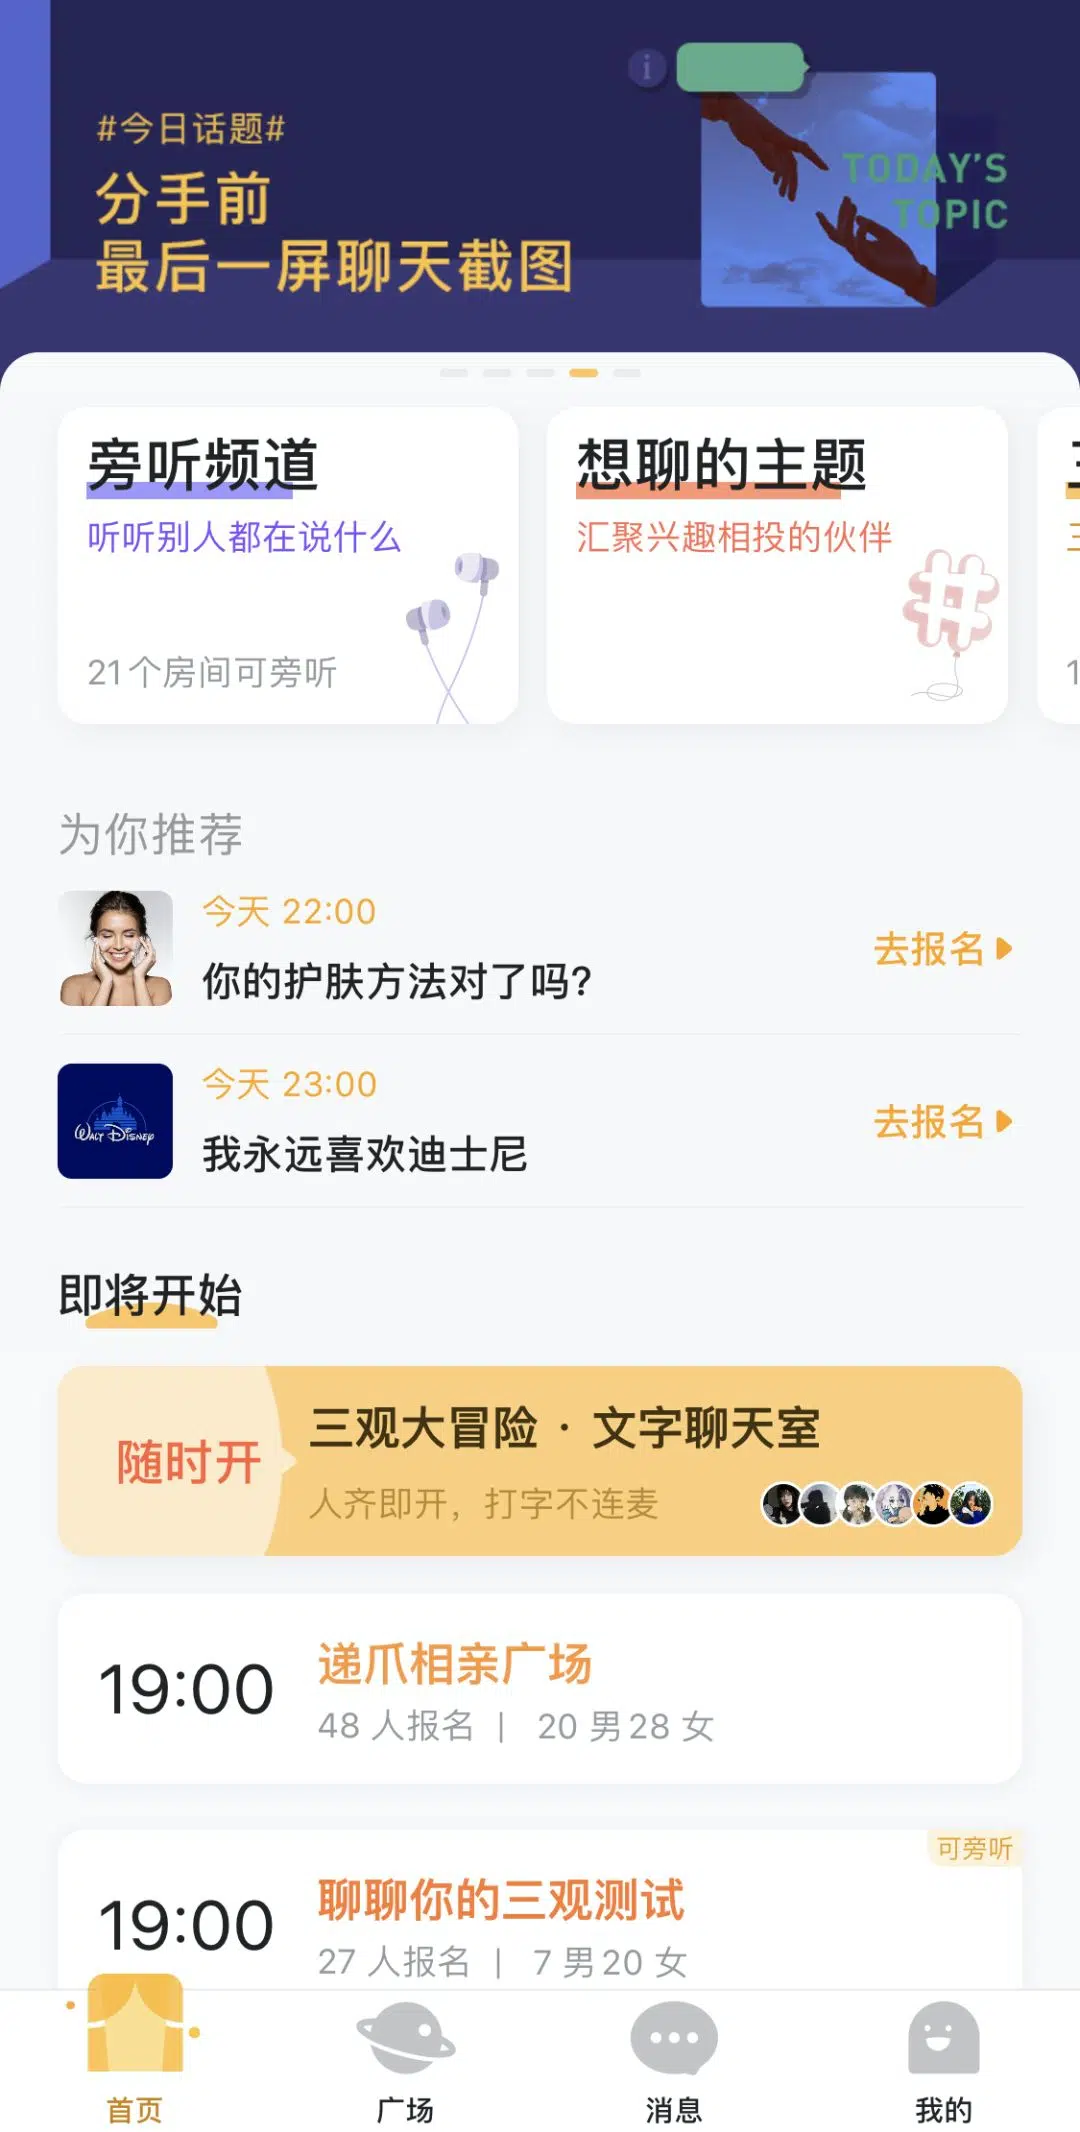 #今日话题#
分手前
最后一屏聊天截图
TODAY'S
TOPIC
旁听频道
听听别人都在说什么
21个房间可旁听
想聊的主题
汇聚兴趣相投的伙伴
为你推荐
今天 22:00
你的护肤方法对了吗?
去报名
WALT DISNEY
今天 23:00
我永远喜欢迪士尼
去报名
即将开始
随时开
三观大冒险 · 文字聊天室
人齐即开，打字不连麦
19:00
递爪相亲广场
48 人报名 | 20 男28 女
可旁听
19:00
聊聊你的三观测试
27 人报名 | 7 男20 女
首页
广场
消息
我的